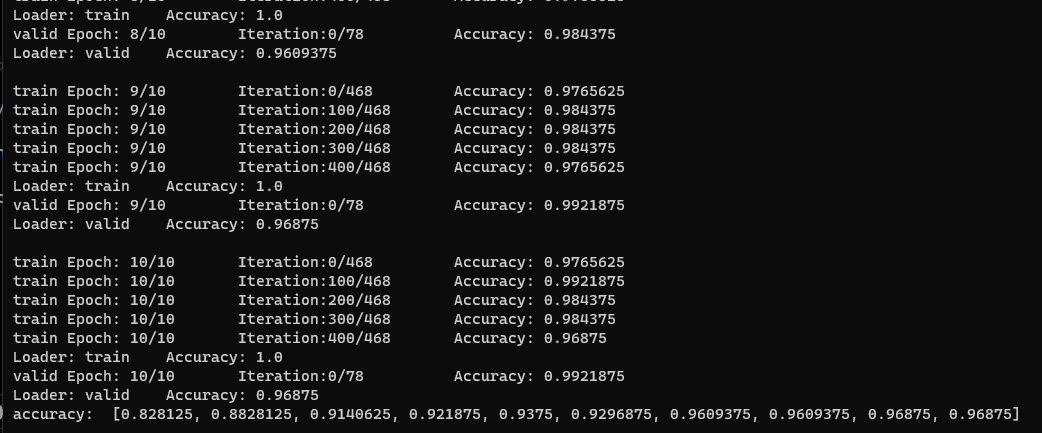 Loader: train    Accuracy: 1.0
valid Epoch: 8/10        Iteration:0/78          Accuracy: 0.984375
Loader: valid    Accuracy: 0.9609375

train Epoch: 9/10        Iteration:0/468         Accuracy: 0.9765625
train Epoch: 9/10        Iteration:100/468       Accuracy: 0.984375
train Epoch: 9/10        Iteration:200/468       Accuracy: 0.984375
train Epoch: 9/10        Iteration:300/468       Accuracy: 0.984375
train Epoch: 9/10        Iteration:400/468       Accuracy: 0.9765625
Loader: train    Accuracy: 1.0
valid Epoch: 9/10        Iteration:0/78          Accuracy: 0.9921875
Loader: valid    Accuracy: 0.96875

train Epoch: 10/10       Iteration:0/468         Accuracy: 0.9765625
train Epoch: 10/10       Iteration:100/468       Accuracy: 0.9921875
train Epoch: 10/10       Iteration:200/468       Accuracy: 0.984375
train Epoch: 10/10       Iteration:300/468       Accuracy: 0.984375
train Epoch: 10/10       Iteration:400/468       Accuracy: 0.96875
Loader: train    Accuracy: 1.0
valid Epoch: 10/10       Iteration:0/78          Accuracy: 0.9921875
Loader: valid    Accuracy: 0.96875
accuracy:  [0.828125, 0.8828125, 0.9140625, 0.921875, 0.9375, 0.9296875, 0.9609375, 0.9609375, 0.96875, 0.96875]